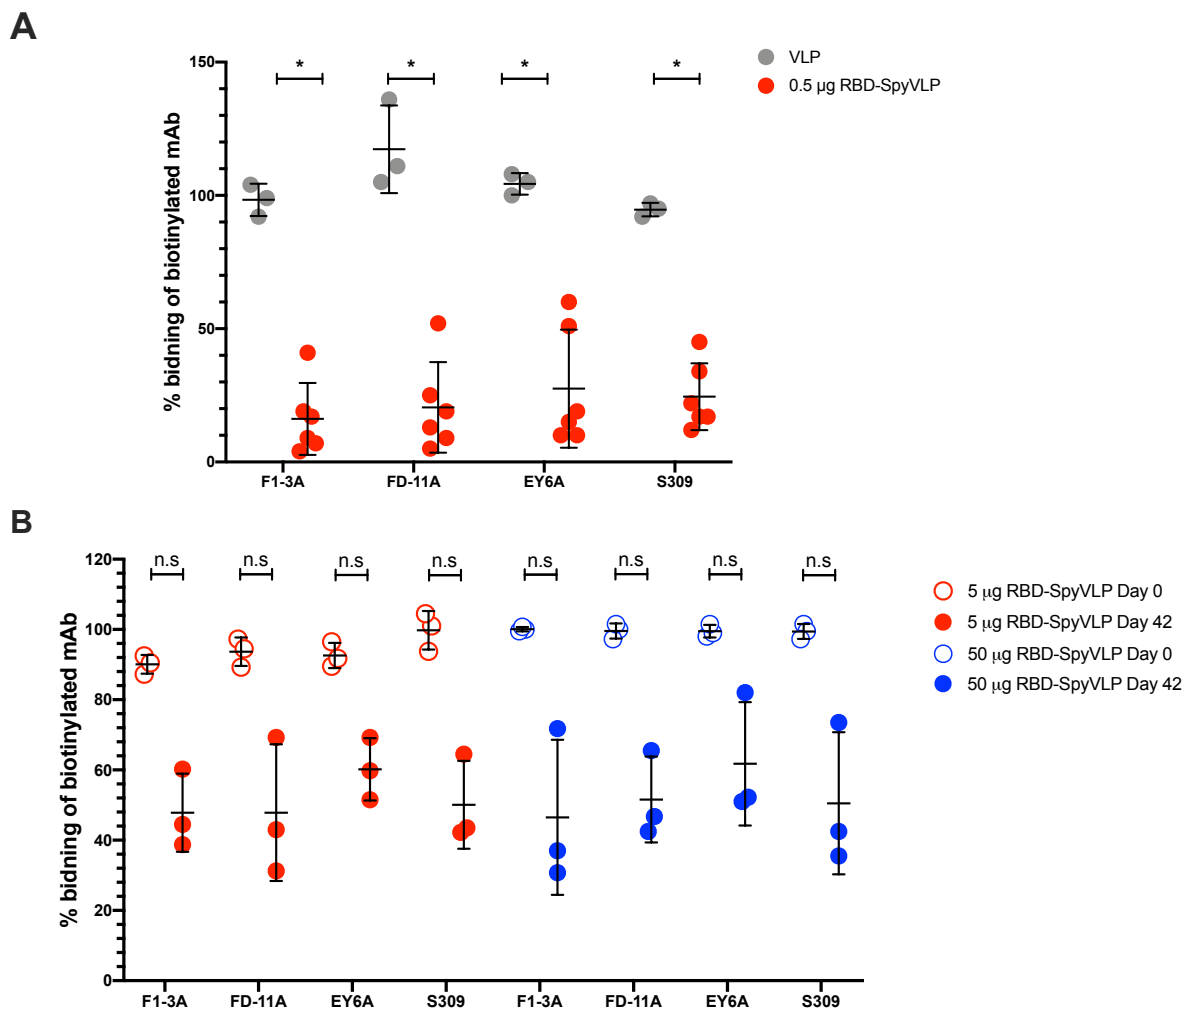 A
VLP
0.5 µg RBD-SpyVLP
* * * *
% bidning of biotinylated mAb
150
100
50
0
F1-3A FD-11A EY6A S309
B
n.s n.s n.s n.s n.s n.s n.s n.s
5 µg RBD-SpyVLP Day 0
5 µg RBD-SpyVLP Day 42
50 µg RBD-SpyVLP Day 0
50 µg RBD-SpyVLP Day 42
% bidning of biotinylated mAb
120
100
80
60
40
20
0
F1-3A FD-11A EY6A S309 F1-3A FD-11A EY6A S309